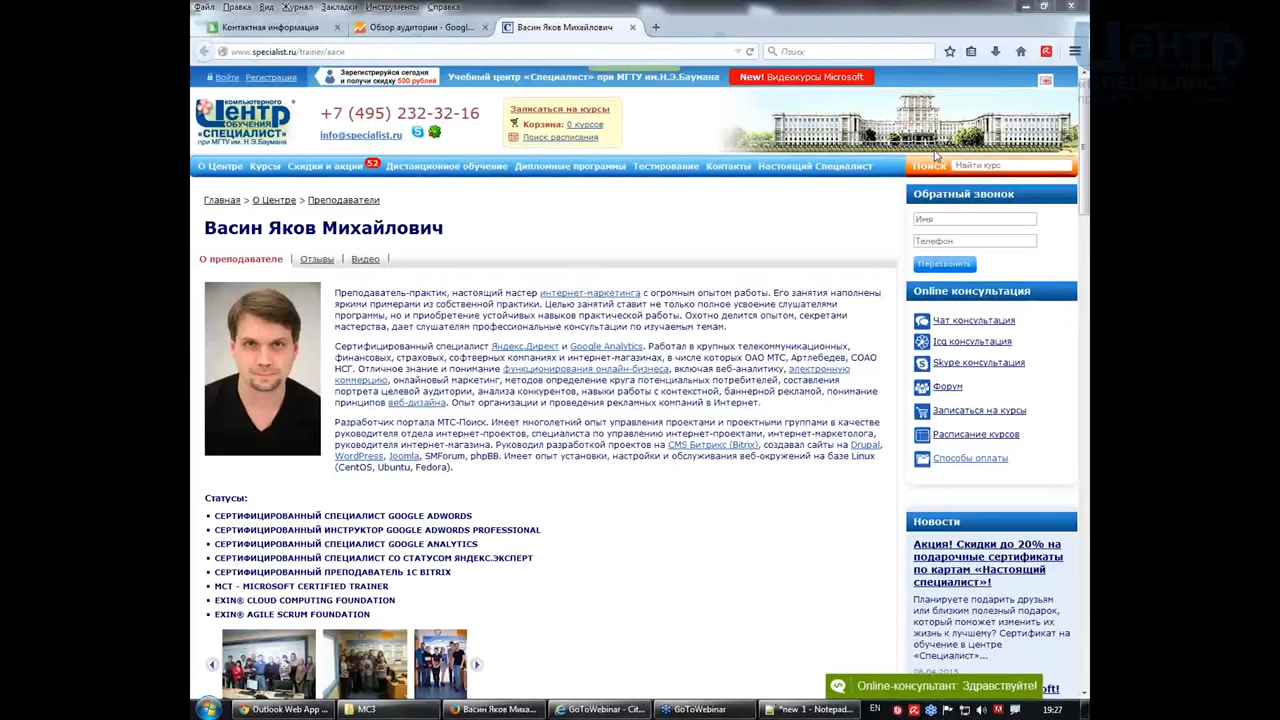 Файл Правка Вид Журнал Закладки Инструменты Справка
Контактная информация
Обзор аудитории - Googl...
Васин Яков Михайлович
www.specialist.ru/trainer/васи
Поиск
Войти Регистрация
Зарегистрируйся сегодня
и получи скидку 500 рублей
Учебный центр «Специалист» при МГТУ им.Н.Э.Баумана
New! Видеокурсы Microsoft
компьютерного
Центр
обучения
«СПЕЦИАЛИСТ»
при МГТУ им. Н.Э.Баумана
+7 (495) 232-32-16
info@specialist.ru
Записаться на курсы
Корзина: 0 курсов
Поиск расписания
О Центре Курсы Скидки и акции 52 Дистанционное обучение Дипломные программы Тестирование Контакты Настоящий Специалист
Поиск Найти курс
Главная > О Центре > Преподаватели
Васин Яков Михайлович
О преподавателе | Отзывы | Видео |
Преподаватель-практик, настоящий мастер интернет-маркетинга с огромным опытом работы. Его занятия наполнены
яркими примерами из собственной практики. Целью занятий ставит не только полное усвоение слушателями
программы, но и приобретение устойчивых навыков практической работы. Охотно делится опытом, секретами
мастерства, дает слушателям профессиональные консультации по изучаемым темам.
Сертифицированный специалист Яндекс.Директ и Google Analytics. Работал в крупных телекоммуникационных,
финансовых, страховых, софтверных компаниях и интернет-магазинах, в числе которых ОАО МТС, Артлебедев, СОАО
НСГ. Отличное знание и понимание функционирования онлайн-бизнеса, включая веб-аналитику, электронную
коммерцию, онлайновый маркетинг, методов определение круга потенциальных потребителей, составления
портрета целевой аудитории, анализа конкурентов, навыки работы с контекстной, баннерной рекламой, понимание
принципов веб-дизайна. Опыт организации и проведения рекламных компаний в Интернет.
Разработчик портала МТС-Поиск. Имеет многолетний опыт управления проектами и проектными группами в качестве
руководителя отдела интернет-проектов, специалиста по управлению интернет-проектами, интернет-маркетолога,
руководителя интернет-магазина. Руководил разработкой проектов на CMS Битрикс (Bitrix), создавал сайты на Drupal,
WordPress, Joomla, SMForum, phpBB. Имеет опыт установки, настройки и обслуживания веб-окружений на базе Linux
(CentOS, Ubuntu, Fedora).
Статусы:
СЕРТИФИЦИРОВАННЫЙ СПЕЦИАЛИСТ GOOGLE ADWORDS
СЕРТИФИЦИРОВАННЫЙ ИНСТРУКТОР GOOGLE ADWORDS PROFESSIONAL
СЕРТИФИЦИРОВАННЫЙ СПЕЦИАЛИСТ GOOGLE ANALYTICS
СЕРТИФИЦИРОВАННЫЙ СПЕЦИАЛИСТ СО СТАТУСОМ ЯНДЕКС.ЭКСПЕРТ
СЕРТИФИЦИРОВАННЫЙ ПРЕПОДАВАТЕЛЬ 1С BITRIX
MCT - MICROSOFT CERTIFIED TRAINER
EXIN® CLOUD COMPUTING FOUNDATION
EXIN® AGILE SCRUM FOUNDATION
Обратный звонок
Имя
Телефон
Перезвонить
Online консультация
Чат консультация
Icq консультация
Skype консультация
Форум
Записаться на курсы
Расписание курсов
Способы оплаты
Новости
Акция! Скидки до 20% на
подарочные сертификаты
по картам «Настоящий
специалист»!
Планируете подарить друзьям
или близким полезный подарок,
который поможет изменить их
жизнь к лучшему? Сертификат на
обучение в центре
«Специалист»...
08.04.2015
Online-консультант: Здравствуйте!
Outlook Web App ...
МС3
Васин Яков Миха...
GoToWebinar - Cit...
GoToWebinar
*new 1 - Notepad...
EN
19:27